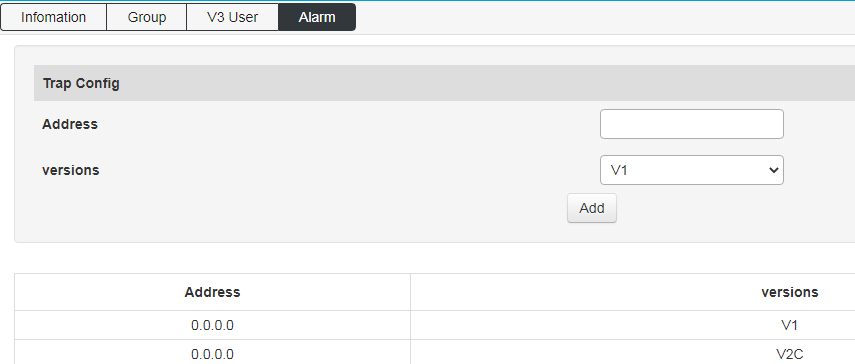 Infomation Group V3 User Alarm
Trap Config
Address
versions V1
Add
Address versions
0.0.0.0 V1
0.0.0.0 V2C